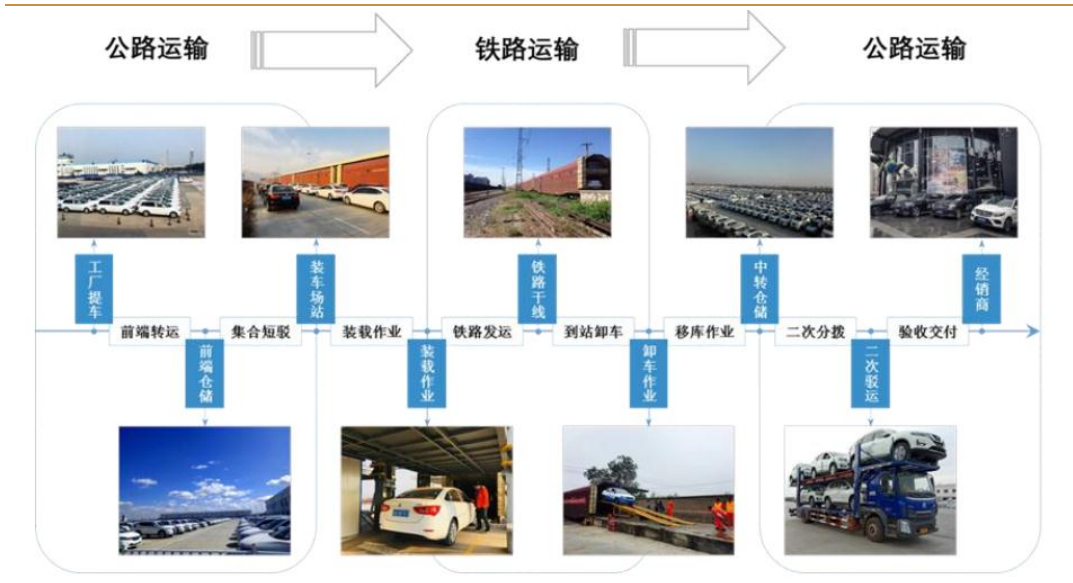 公路运输
铁路运输
公路运输
工厂提车
装车场站
铁路干线
中转仓储
经销商
前端转运
集合短驳
装载作业
铁路发运
到站卸车
移库作业
二次分拨
验收交付
前端仓储
装载作业
卸车作业
二次驳运